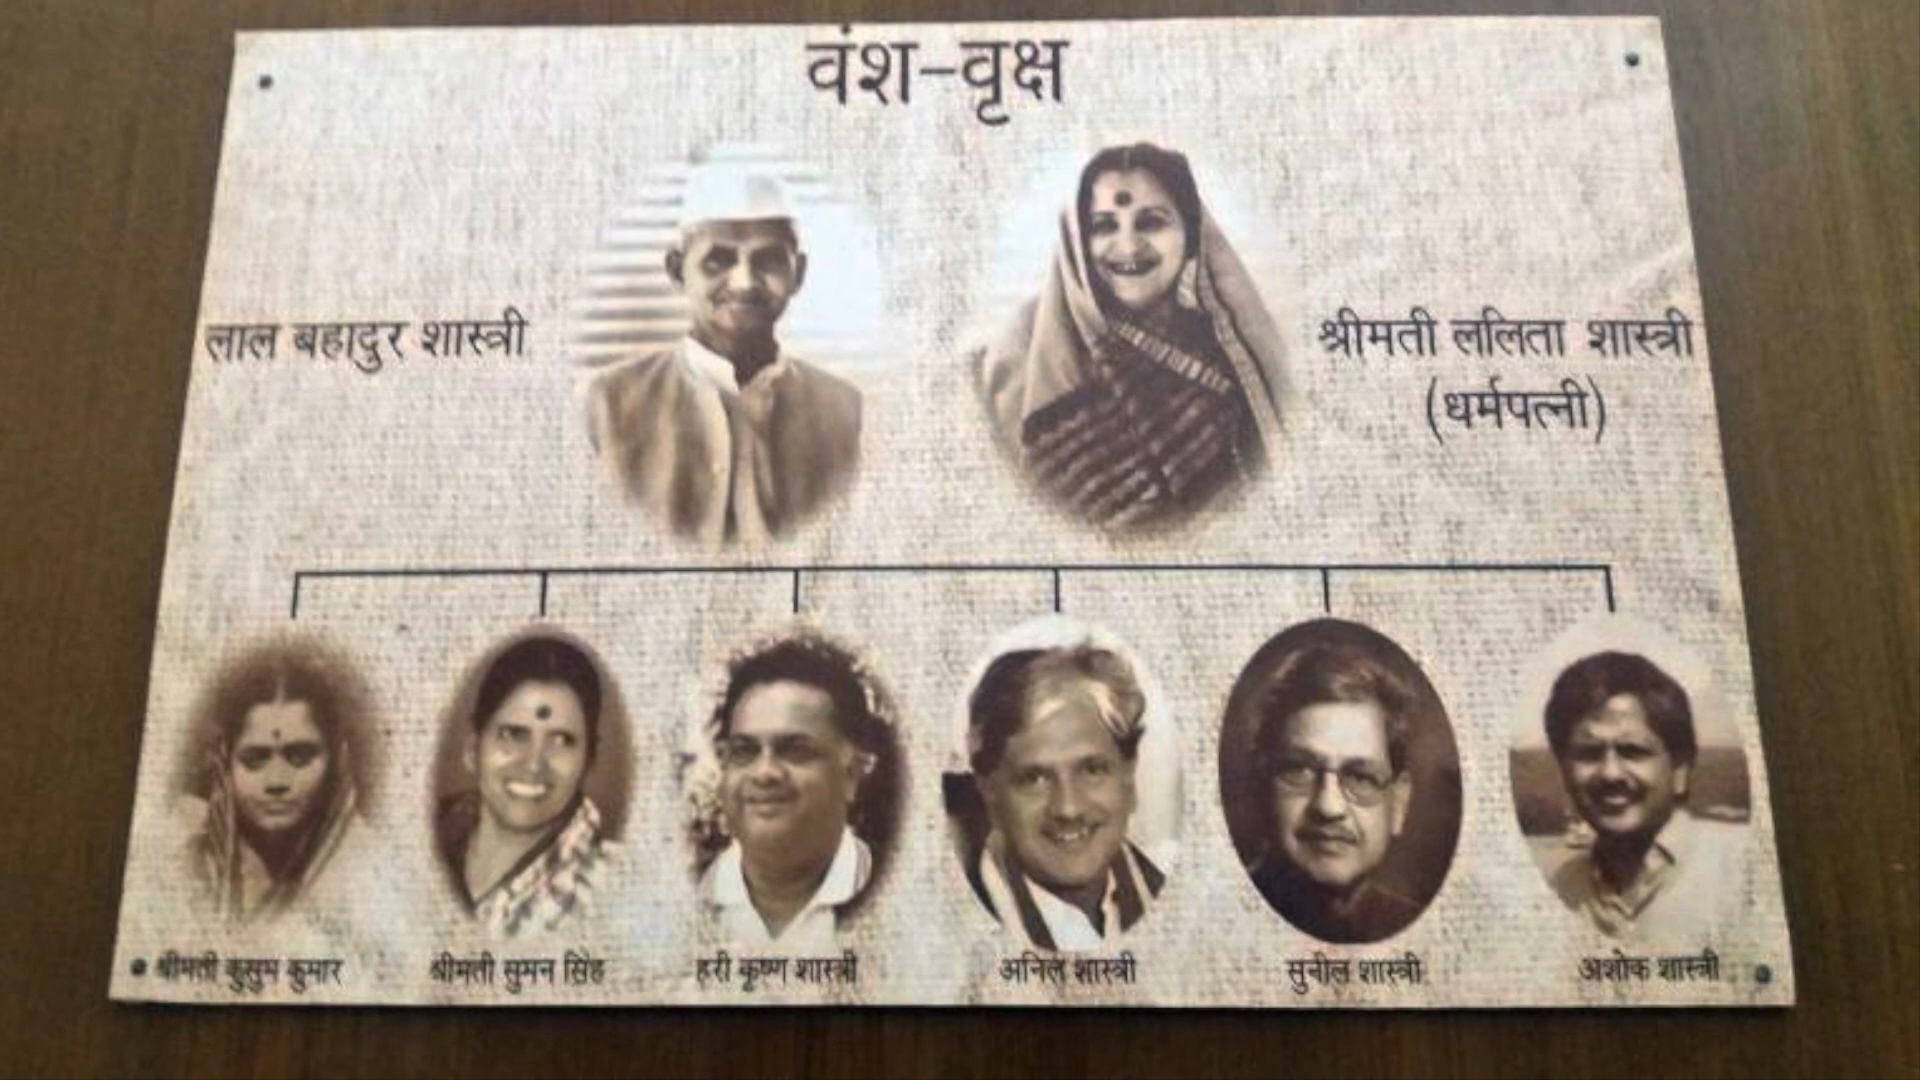 वंश-वृक्ष
लाल बहादुर शास्त्री
श्रीमती ललिता शास्त्री
(धर्मपत्नी)
श्रीमती कुसुम कुमार
श्रीमती सुमन सिंह
हरी कृष्ण शास्त्री
अनिल शास्त्री
सुनील शास्त्री
अशोक शास्त्री